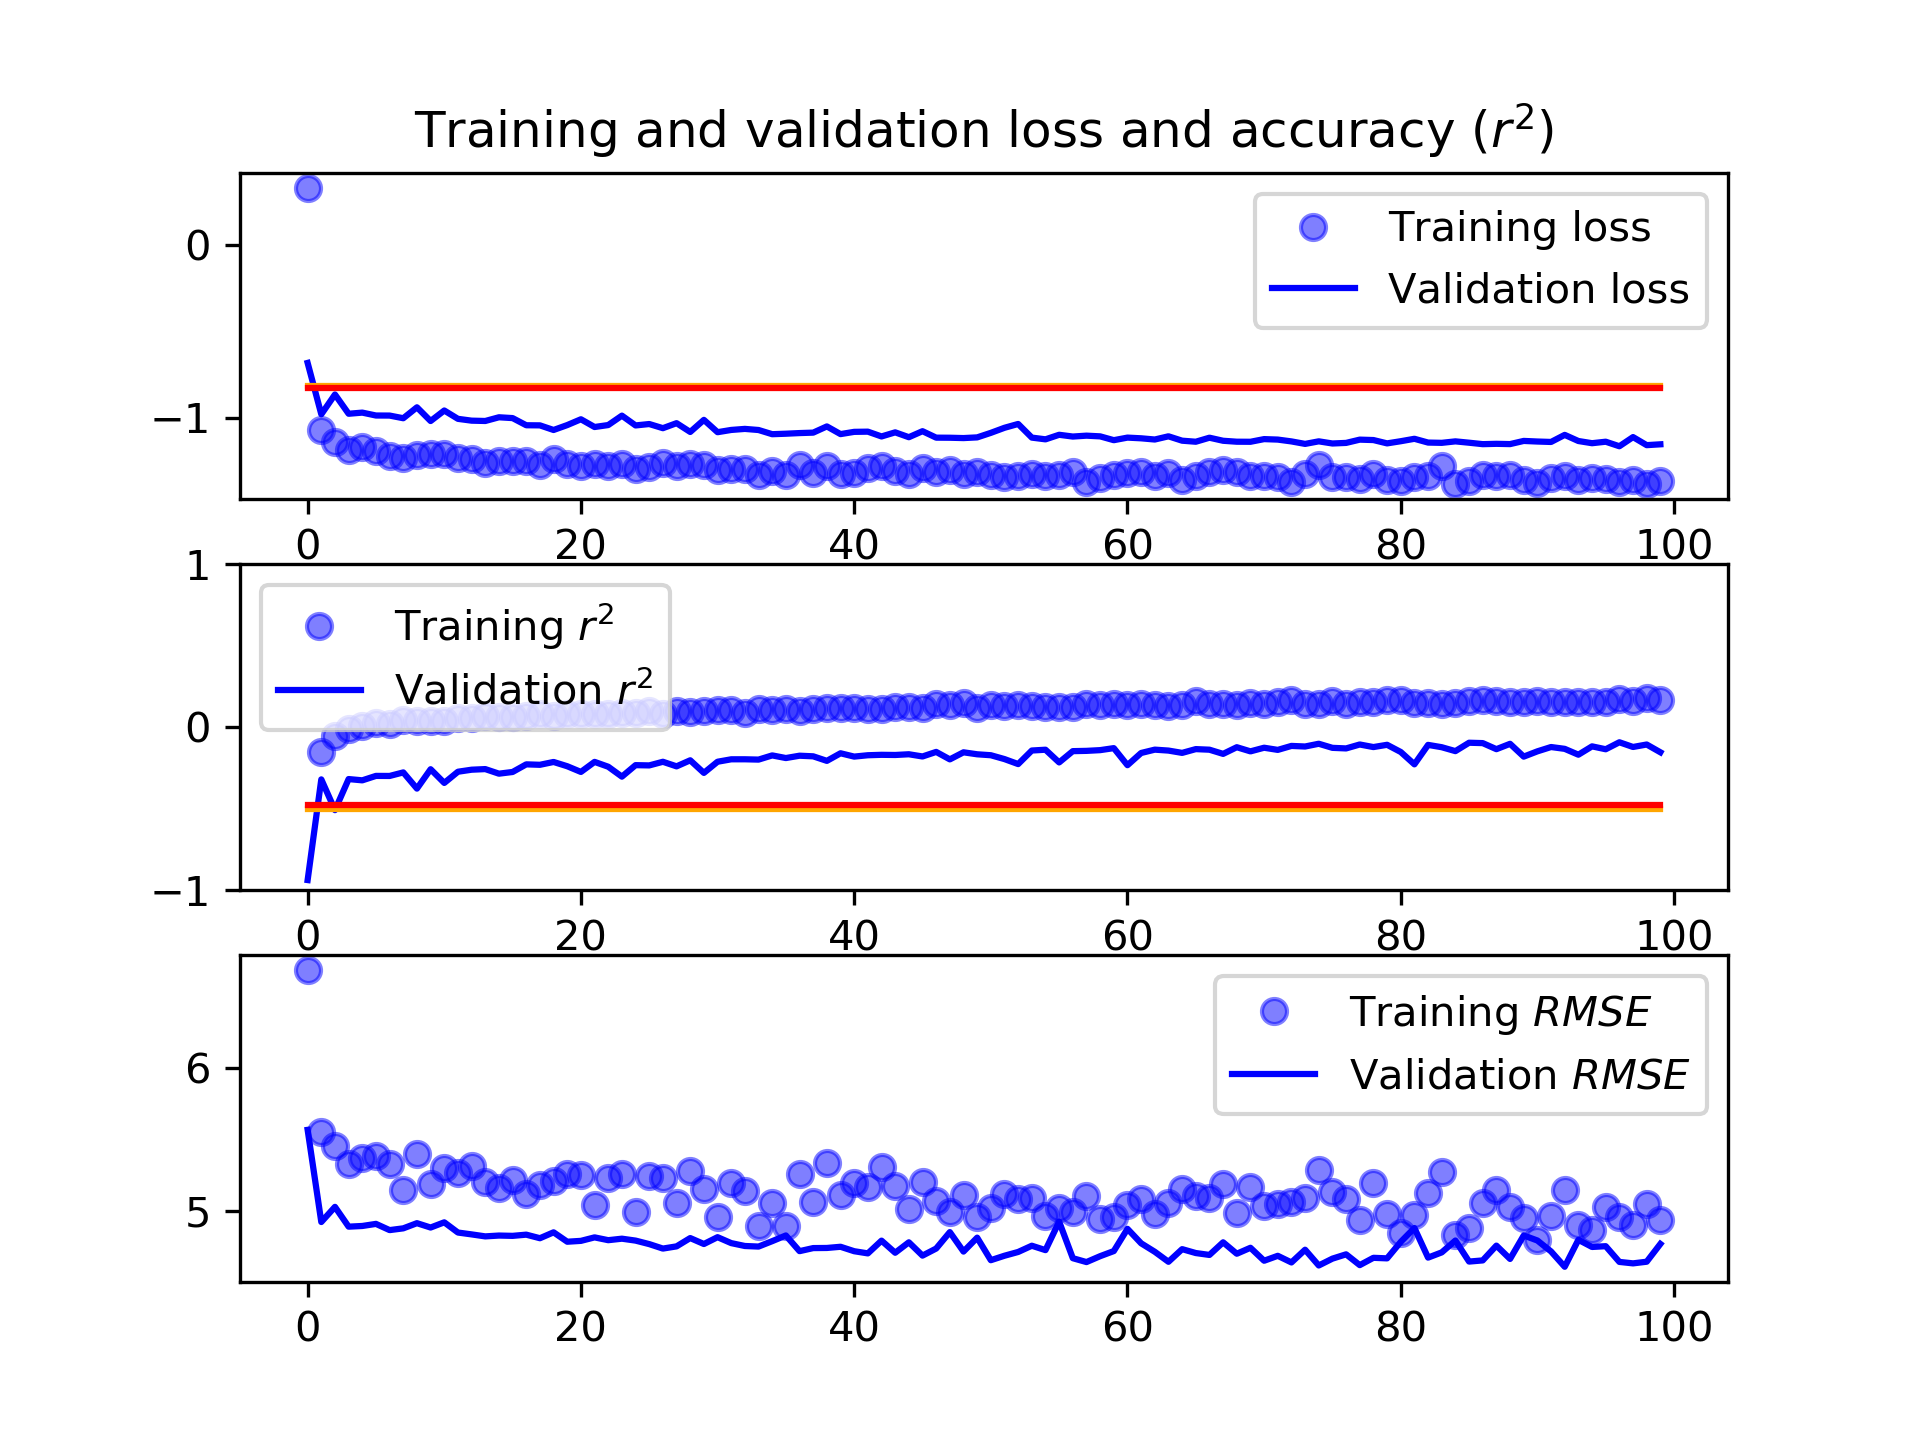 Training and validation loss and accuracy (r²)
0
−1
Training loss
Validation loss
0 20 40 60 80 100
1
0
−1
Training r²
Validation r²
0 20 40 60 80 100
6
5
Training RMSE
Validation RMSE
0 20 40 60 80 100